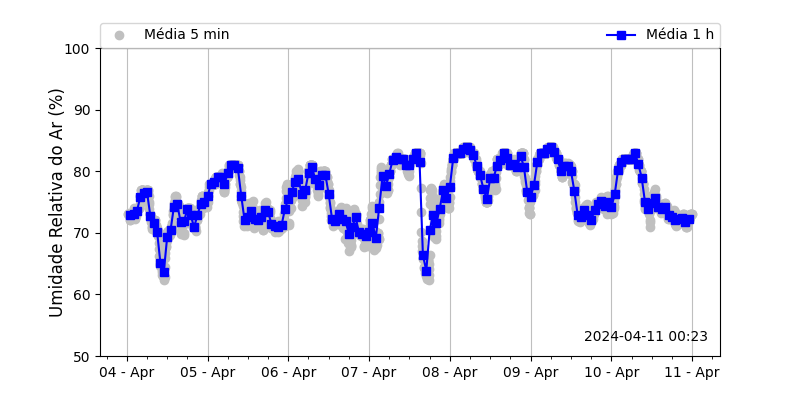 Média 5 min
Média 1 h
Umidade Relativa do Ar (%)
100
90
80
70
60
50
2024-04-11 00:23
04 - Apr
05 - Apr
06 - Apr
07 - Apr
08 - Apr
09 - Apr
10 - Apr
11 - Apr